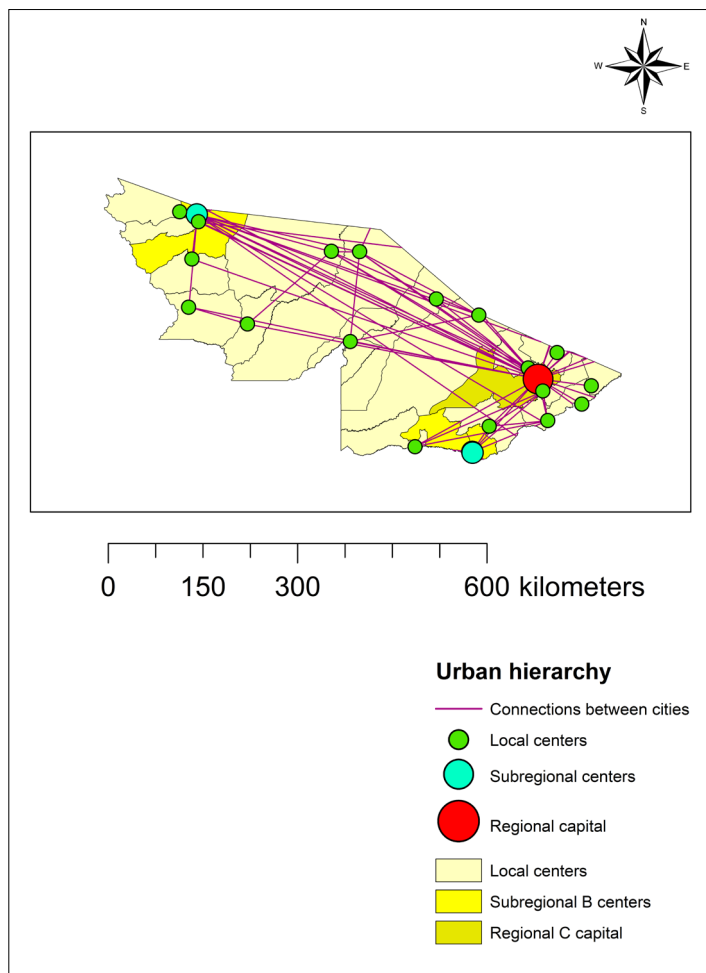 N
W E
S
0 150 300 600 kilometers
Urban hierarchy
Connections between cities
Local centers
Subregional centers
Regional capital
Local centers
Subregional B centers
Regional C capital